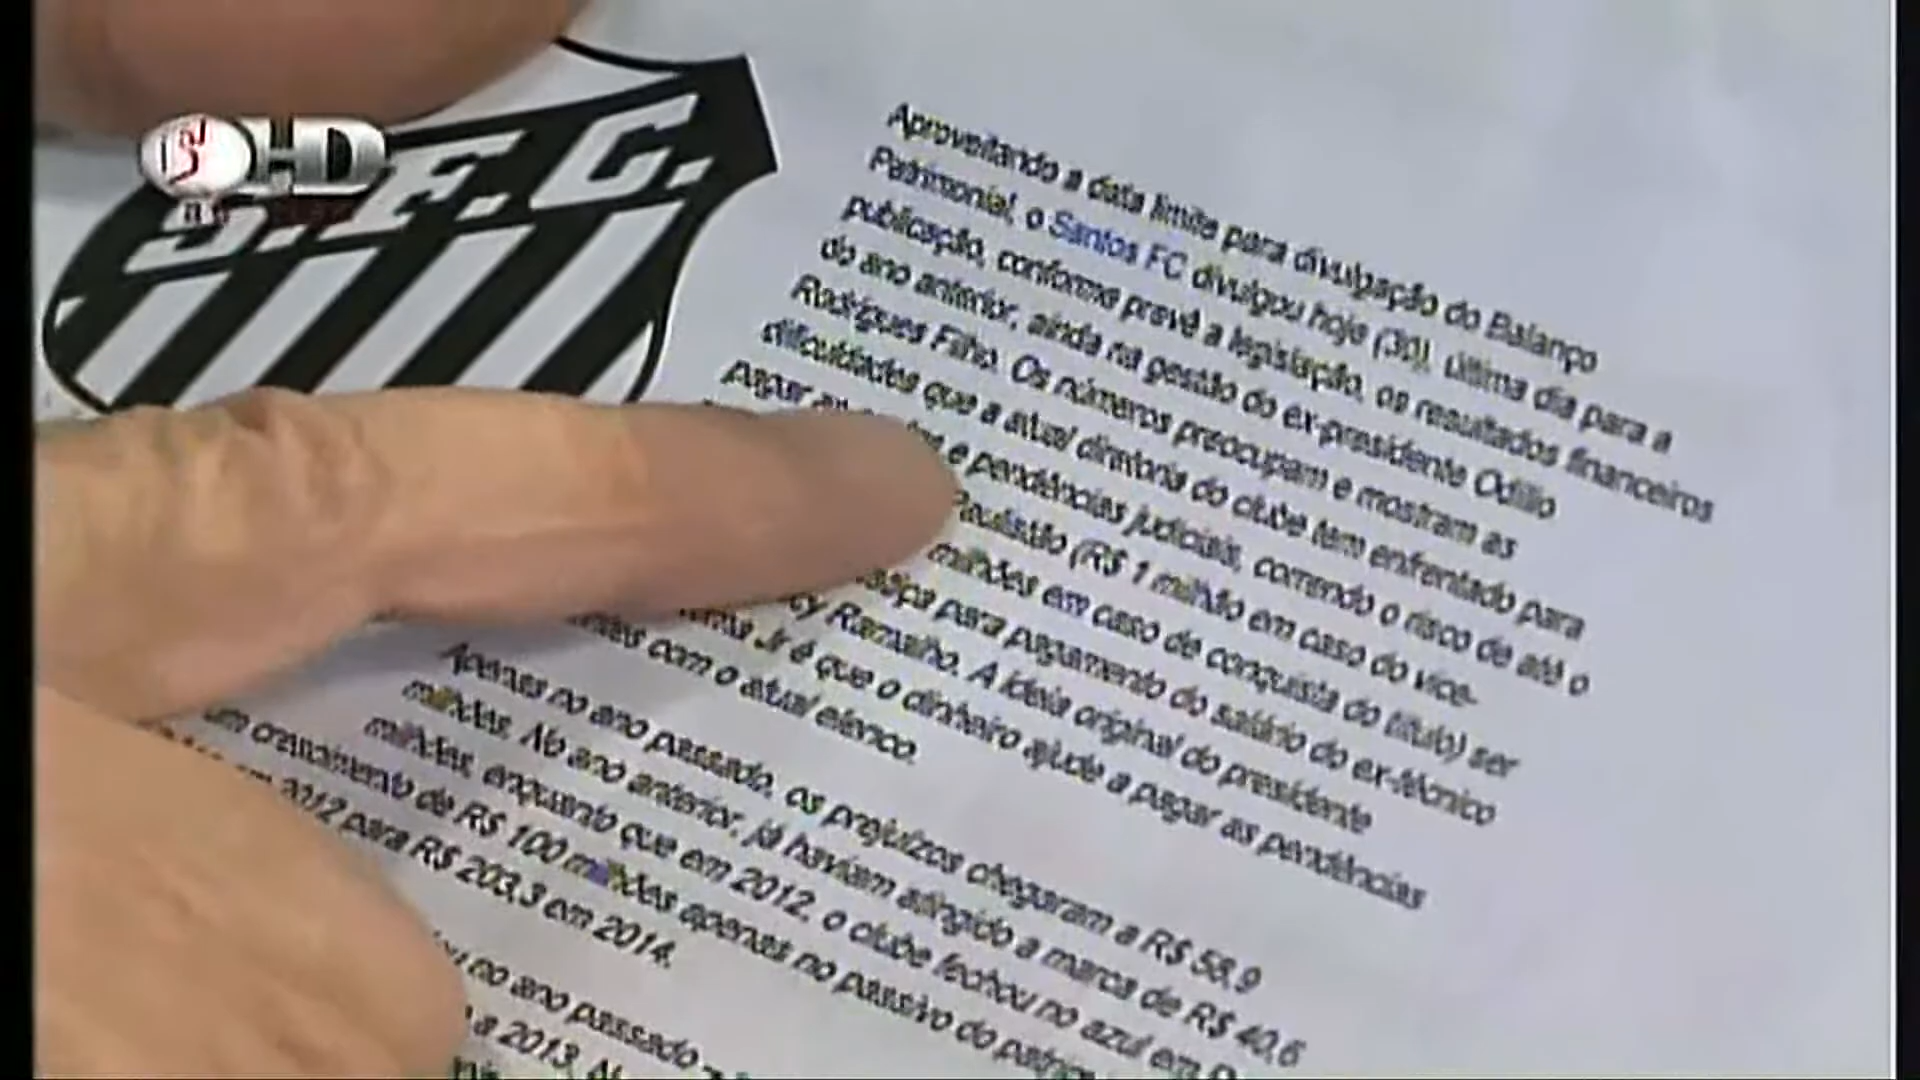 HD
S.F.C.
Aproveitando a data limite para divulgação do Balanço
Patrimonial, o Santos FC divulgou hoje (30), última dia para a
publicação, conforme prevê a legislação, os resultados financeiros
do ano anterior, ainda na gestão do ex-presidente Odílio
Rodrigues Filho. Os números preocupam e mostram as
dificuldades que a atual diretoria do clube tem enfrentado para
pagar e pendências judiciais, correndo o risco de até o
Paulistão (R$ 1 milhão em caso do vice-
milhões em caso de conquista do título) ser
para pagamento do salário do ex-técnico
Ramalho. A ideia original do presidente
Jr é que o dinheiro ajude a pagar as pendências
com o atual elenco.
Apenas no ano passado, os prejuízos chegaram a R$ 58,9
milhões. No ano anterior, já haviam atingido a marca de R$ 40,6
milhões, enquanto que em 2012, o clube fechou no azul em
um crescimento de R$ 100 milhões apenas no passivo do
em 2012 para R$ 203,3 em 2014.
no ano passado
a 2013.